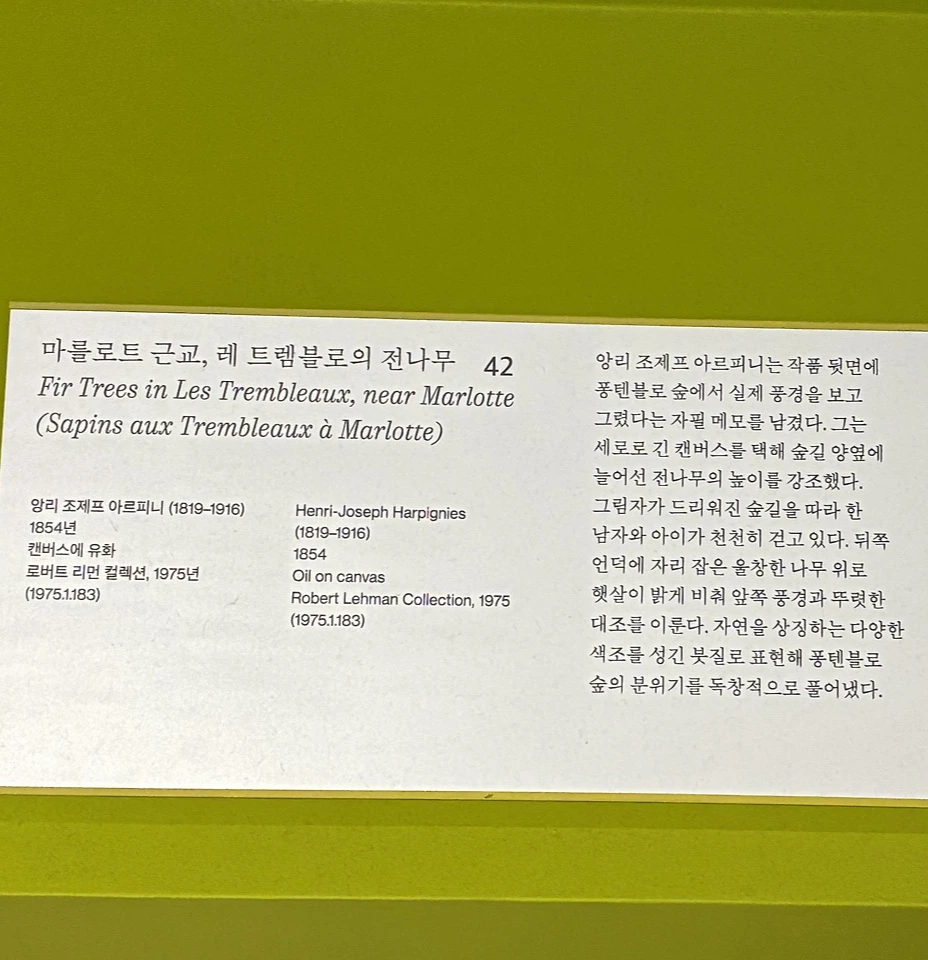 마를로트 근교, 레 트렘블로의 전나무 42
Fir Trees in Les Trembleaux, near Marlotte
(Sapins aux Trembleaux à Marlotte)
앙리 조제프 아르피니 (1819–1916)
1854년
캔버스에 유화
로버트 리먼 컬렉션, 1975년
(1975.1.183)
Henri-Joseph Harpignies
(1819–1916)
1854
Oil on canvas
Robert Lehman Collection, 1975
(1975.1.183)
앙리 조제프 아르피니는 작품 뒷면에
퐁텐블로 숲에서 실제 풍경을 보고
그렸다는 자필 메모를 남겼다. 그는
세로로 긴 캔버스를 택해 숲길 양옆에
늘어선 전나무의 높이를 강조했다.
그림자가 드리워진 숲길을 따라 한
남자와 아이가 천천히 걷고 있다. 뒤쪽
언덕에 자리 잡은 울창한 나무 위로
햇살이 밝게 비춰 앞쪽 풍경과 뚜렷한
대조를 이룬다. 자연을 상징하는 다양한
색조를 성긴 붓질로 표현해 퐁텐블로
숲의 분위기를 독창적으로 풀어냈다.